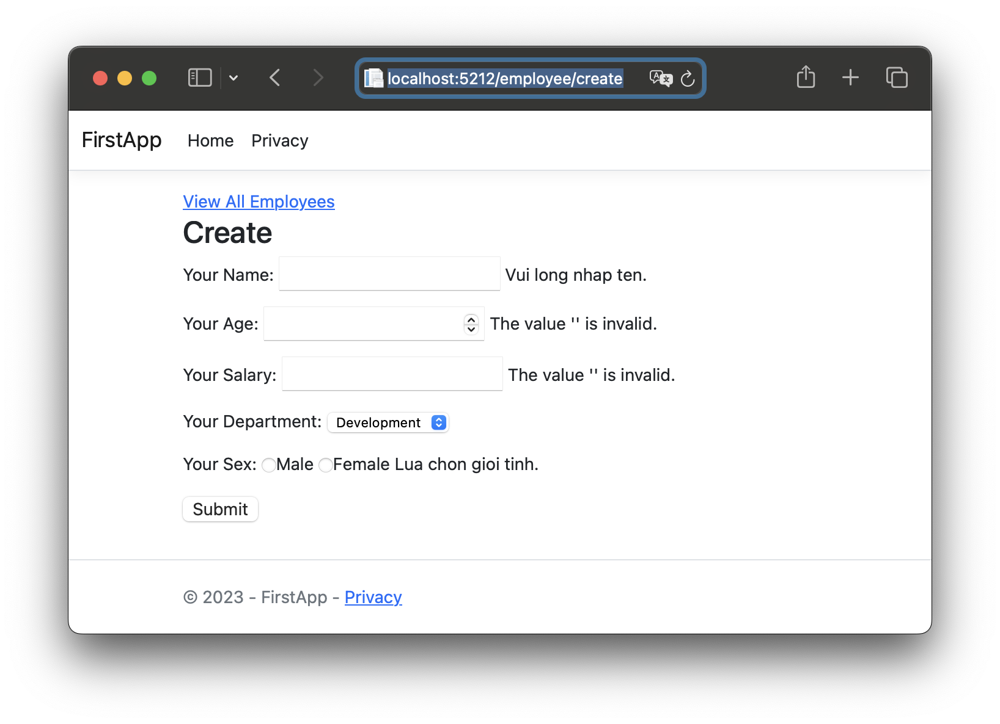 localhost:5212/employee/create
FirstApp Home Privacy
View All Employees
Create
Your Name: Vui long nhap ten.
Your Age: The value '' is invalid.
Your Salary: The value '' is invalid.
Your Department: Development
Your Sex: Male Female Lua chon gioi tinh.
Submit
© 2023 - FirstApp - Privacy